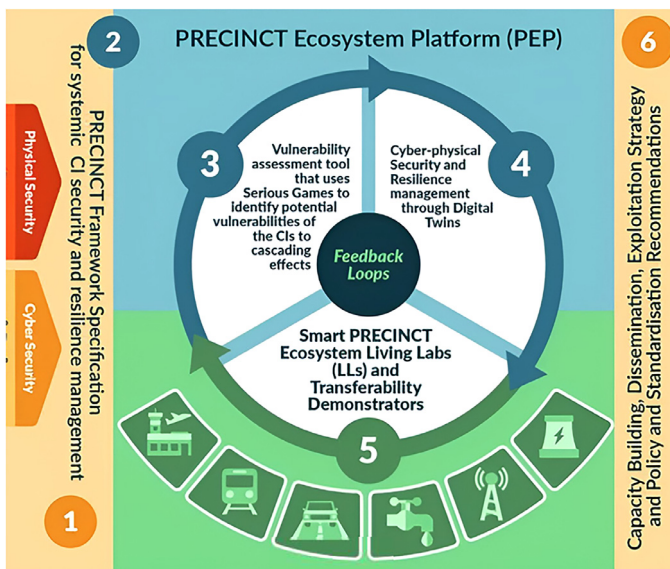 2
PRECINCT Ecosystem Platform (PEP)
6
Physical Security
Cyber Security
PRECINCT Framework Specification
for systemic CI security and resilience management
1
3
Vulnerability
assessment tool
that uses
Serious Games to
identify potential
vulnerabilities of
the CIs to
cascading
effects
4
Cyber-physical
Security and
Resilience
management
through Digital
Twins
Feedback
Loops
Smart PRECINCT
Ecosystem Living Labs
(LLs) and
Transferability
Demonstrators
5
Capacity Building, Dissemination, Exploitation Strategy
and Policy and Standardisation Recommendations